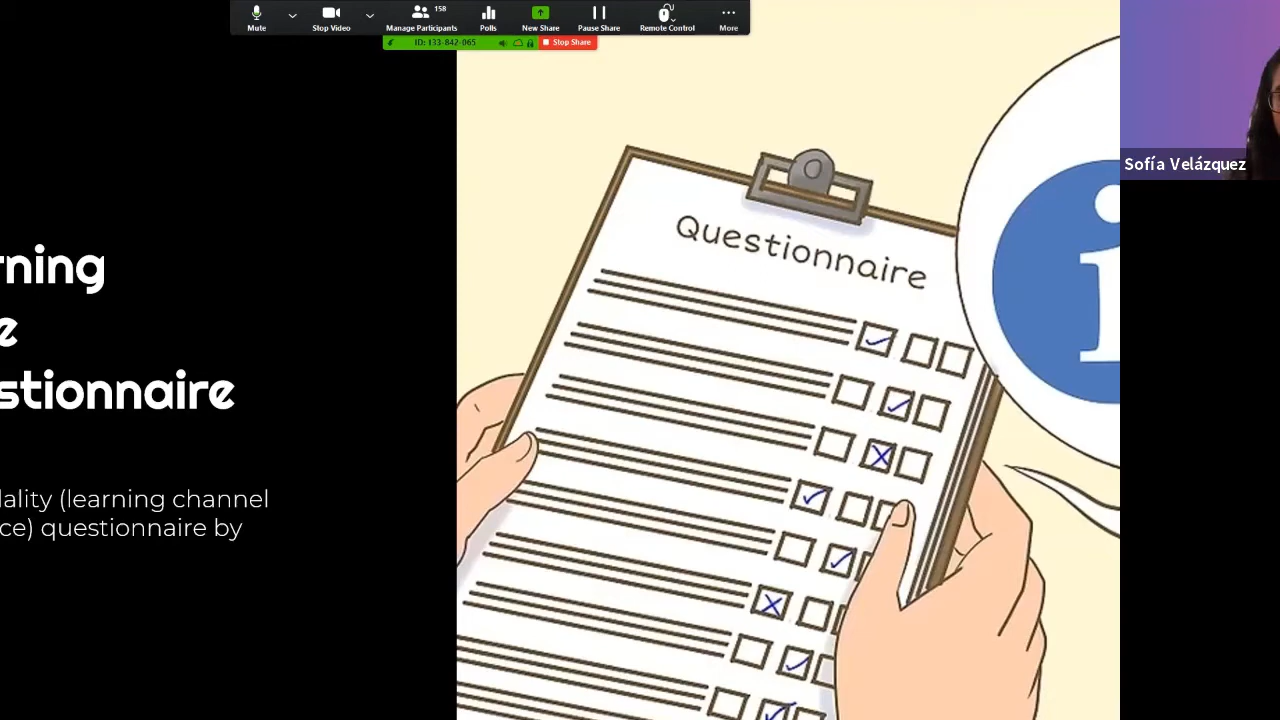 158
Mute
Stop Video
Manage Participants
Polls
New Share
Pause Share
Remote Control
More
ID: 133-842-065
Stop Share
Sofía Velázquez
rning
e
stionnaire
lality (learning channel
ce) questionnaire by
Questionnaire
i